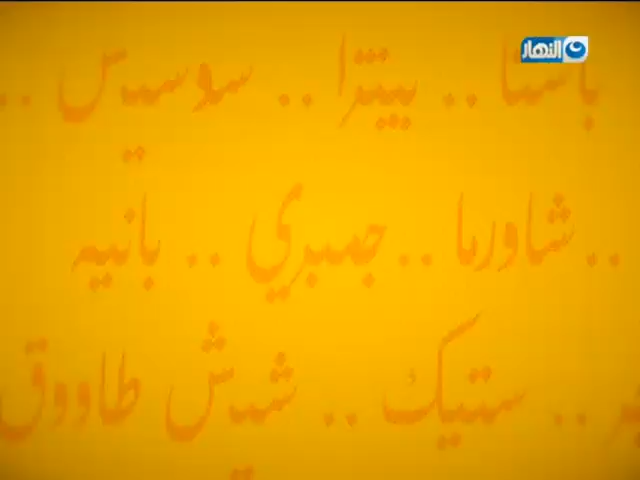 النهار
باستا .. بيتزا .. سوسيس ..
.. شاورما .. جمبري .. بانيه
.. ستيك .. شيش طاووق